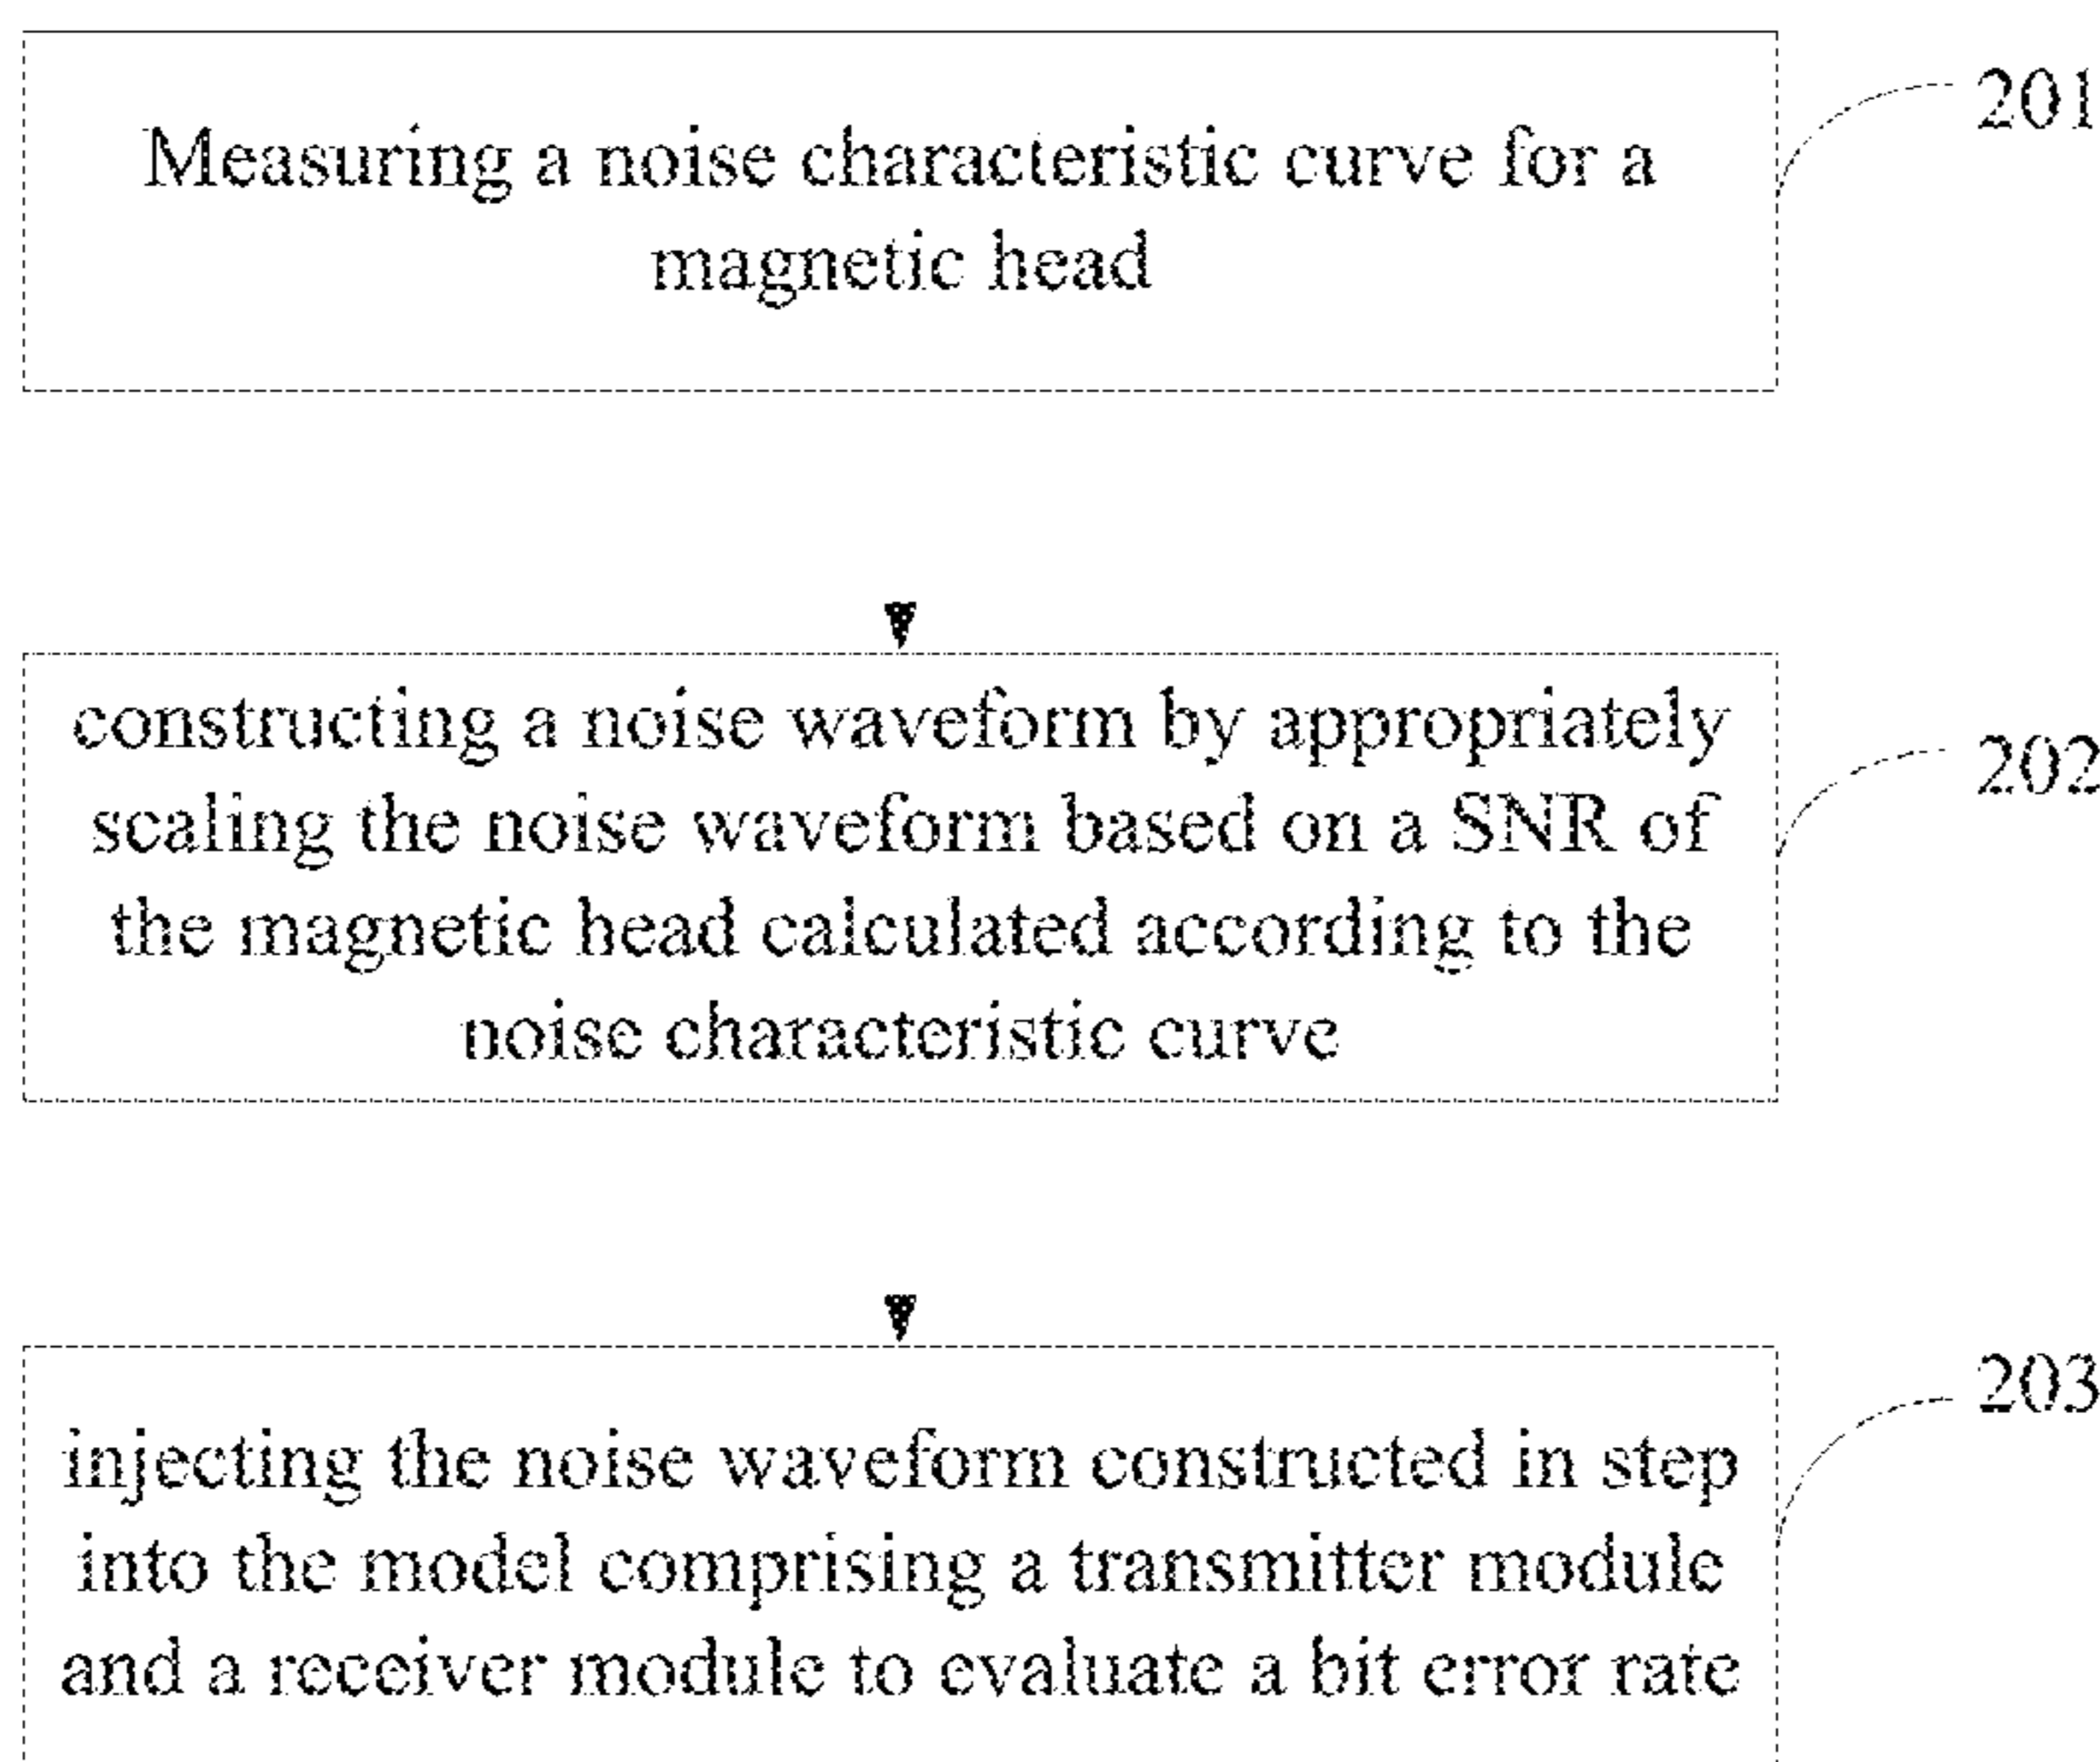 Measuring a noise characteristic curve for a
magnetic head
201
constructing a noise waveform by appropriately
scaling the noise waveform based on a SNR of
the magnetic head calculated according to the
noise characteristic curve
202
injecting the noise waveform constructed in step
into the model comprising a transmitter module
and a receiver module to evaluate a bit error rate
203